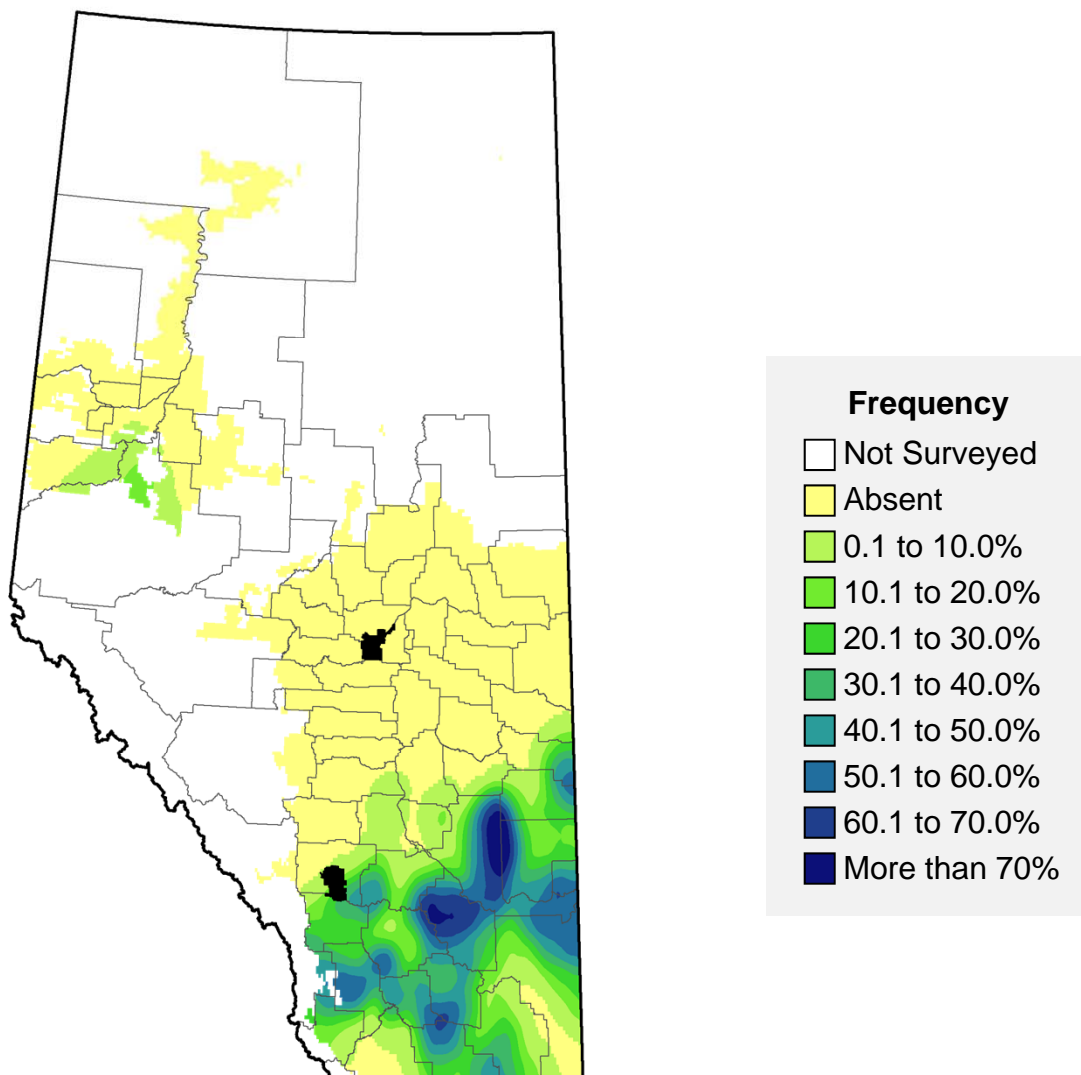 Frequency
Not Surveyed
Absent
0.1 to 10.0%
10.1 to 20.0%
20.1 to 30.0%
30.1 to 40.0%
40.1 to 50.0%
50.1 to 60.0%
60.1 to 70.0%
More than 70%